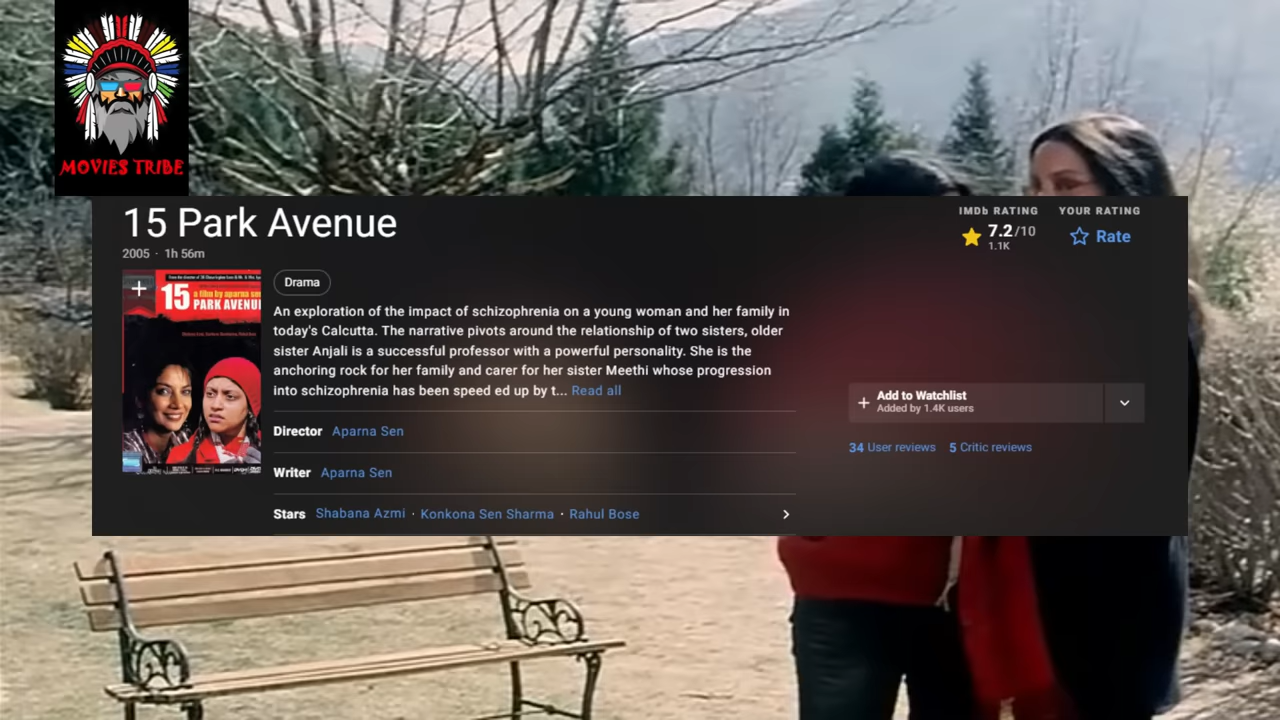 MOVIES TRIBE
15 Park Avenue
2005 · 1h 56m
IMDb RATING
7.2/10
1.1K
YOUR RATING
Rate
15
a film by aparna sen
PARK AVENU
Drama
An exploration of the impact of schizophrenia on a young woman and her family in
today's Calcutta. The narrative pivots around the relationship of two sisters, older
sister Anjali is a successful professor with a powerful personality. She is the
anchoring rock for her family and carer for her sister Meethi whose progression
into schizophrenia has been speed ed up by t... Read all
Director Aparna Sen
Writer Aparna Sen
Stars Shabana Azmi · Konkona Sen Sharma · Rahul Bose
Add to Watchlist
Added by 1.4K users
34 User reviews 5 Critic reviews